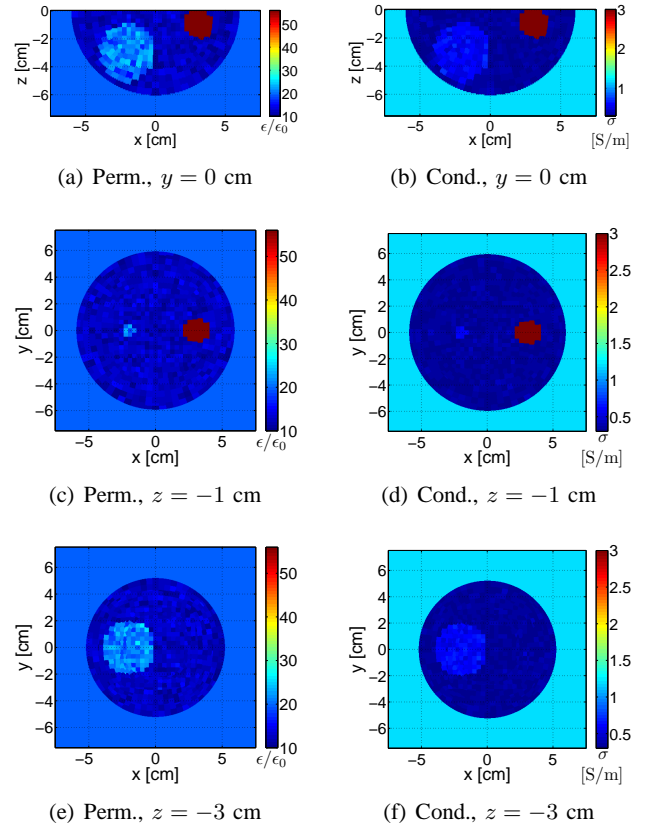 0
−2
−4
−6
z [cm]
−5 0 5
x [cm]
50
40
30
20
10
ϵ/ϵ0
(a) Perm., y = 0 cm
0
−2
−4
−6
z [cm]
−5 0 5
x [cm]
3
2.5
2
1.5
1
0.5
σ
[S/m]
(b) Cond., y = 0 cm
6
4
2
0
−2
−4
−6
y [cm]
−5 0 5
x [cm]
50
40
30
20
10
ϵ/ϵ0
(c) Perm., z = −1 cm
6
4
2
0
−2
−4
−6
y [cm]
−5 0 5
x [cm]
3
2.5
2
1.5
1
0.5
σ
[S/m]
(d) Cond., z = −1 cm
6
4
2
0
−2
−4
−6
y [cm]
−5 0 5
x [cm]
50
40
30
20
10
ϵ/ϵ0
(e) Perm., z = −3 cm
6
4
2
0
−2
−4
−6
y [cm]
−5 0 5
x [cm]
3
2.5
2
1.5
1
0.5
σ
[S/m]
(f) Cond., z = −3 cm